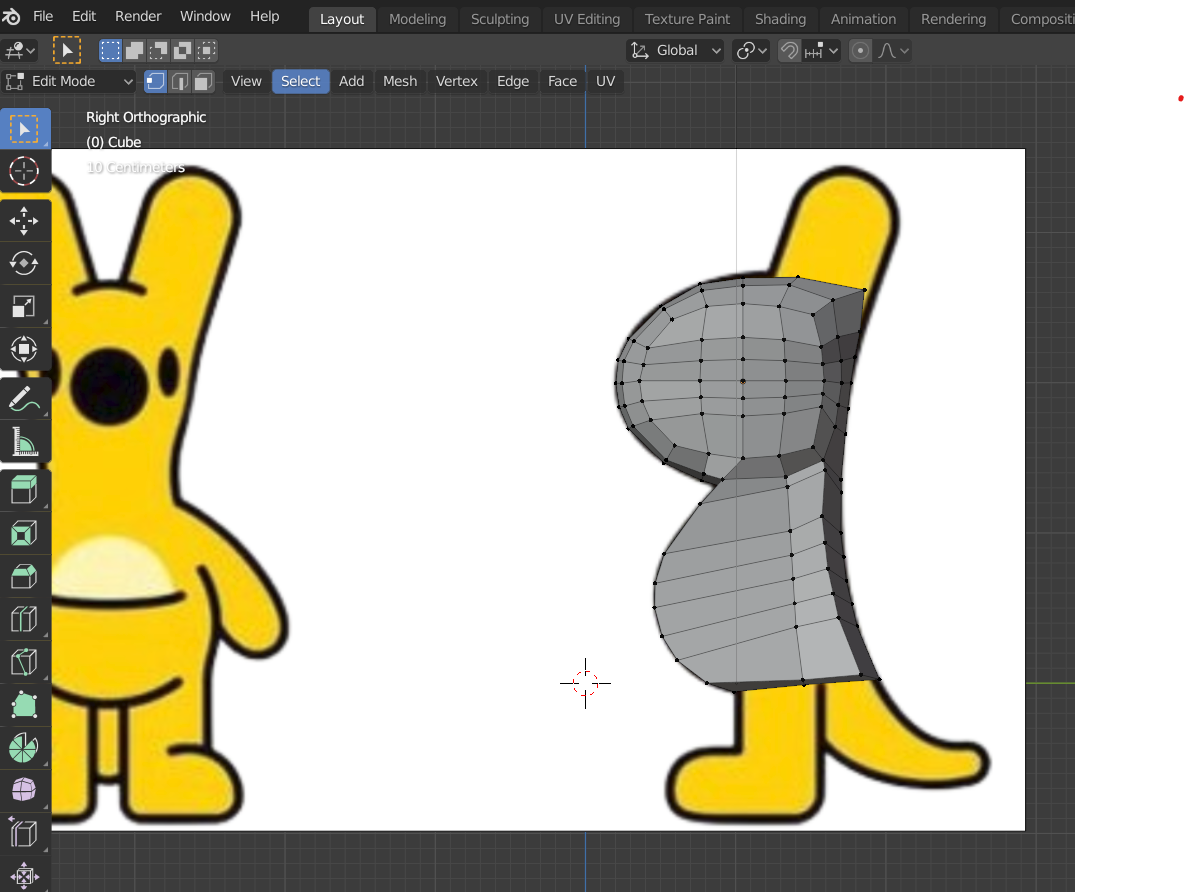 File Edit Render Window Help Layout Modeling Sculpting UV Editing Texture Paint Shading Animation Rendering
Global
Edit Mode View Select Add Mesh Vertex Edge Face UV
Right Orthographic
(0) Cube
10 Centimeters